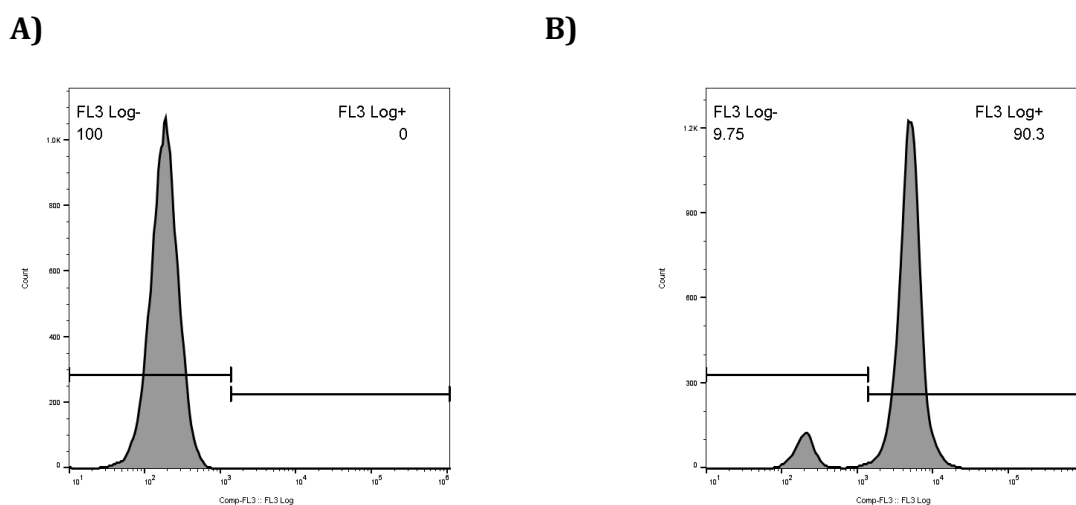 A)
B)
FL3 Log-
100
FL3 Log+
0
1.0K
800
600
400
200
0
10¹
10²
10³
10⁴
10⁵
10⁶
Count
Comp-FL3 :: FL3 Log
FL3 Log-
9.75
FL3 Log+
90.3
1.2K
900
600
300
0
10¹
10²
10³
10⁴
10⁵
Count
Comp-FL3 :: FL3 Log